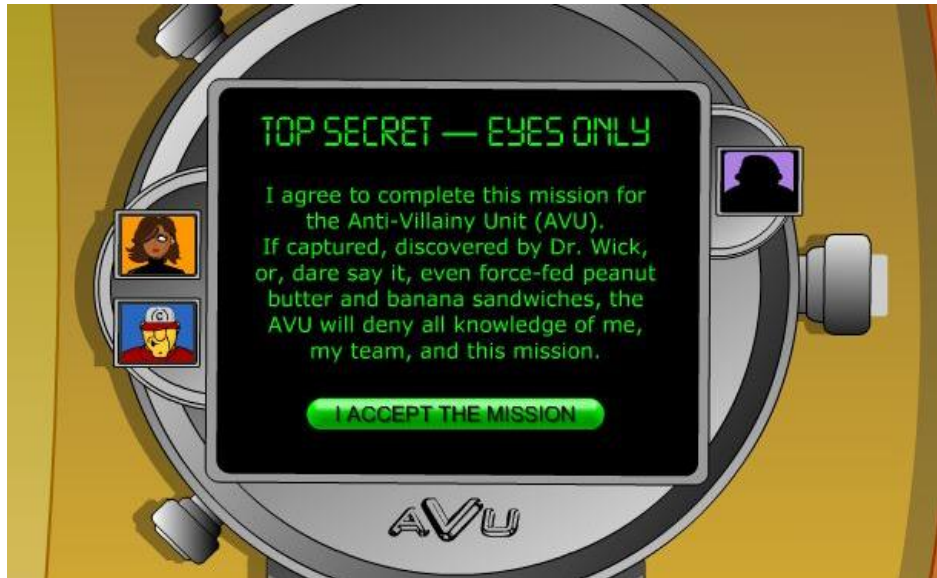 TOP SECRET — EYES ONLY
I agree to complete this mission for
the Anti-Villainy Unit (AVU).
If captured, discovered by Dr. Wick,
or, dare say it, even force-fed peanut
butter and banana sandwiches, the
AVU will deny all knowledge of me,
my team, and this mission.
I ACCEPT THE MISSION
C
AVU